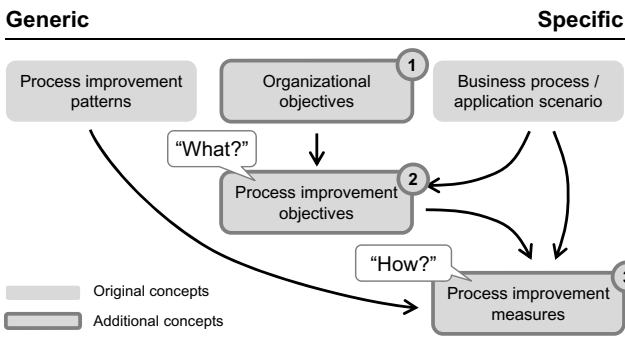 Generic
Specific
Process improvement
patterns
1
Organizational
objectives
Business process /
application scenario
“What?”
2
Process improvement
objectives
“How?”
3
Process improvement
measures
Original concepts
Additional concepts